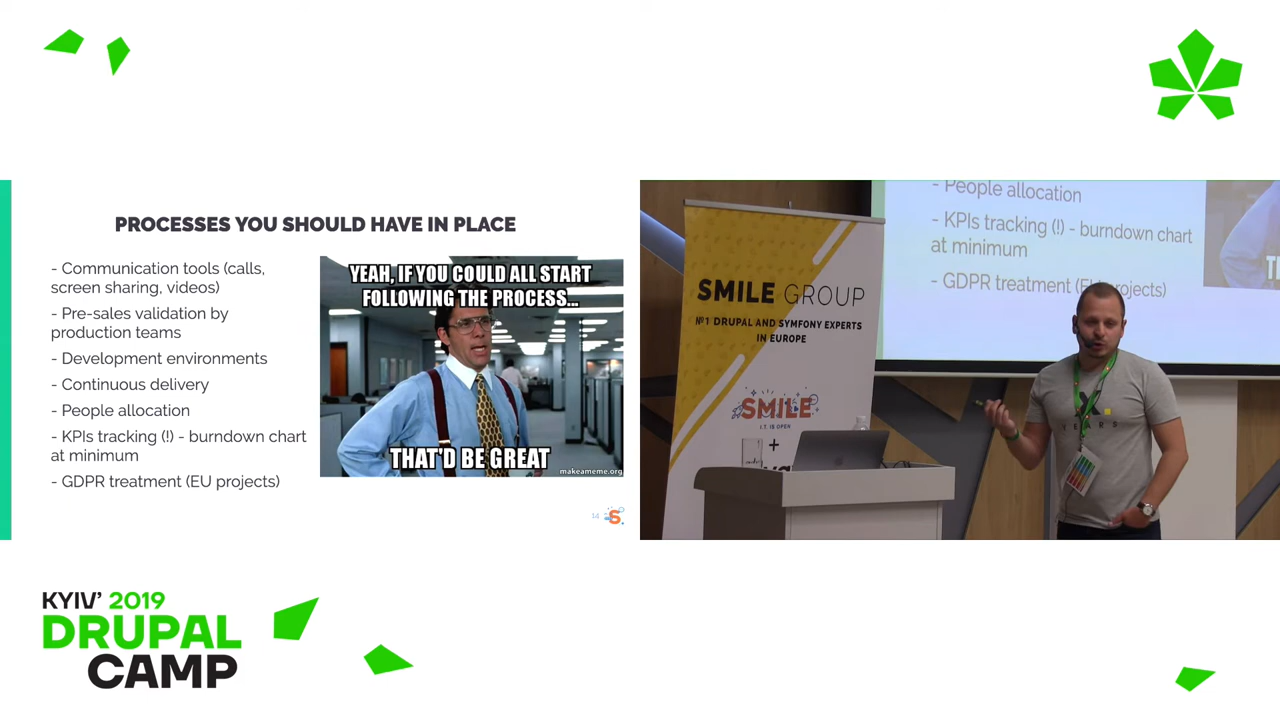 PROCESSES YOU SHOULD HAVE IN PLACE
- Communication tools (calls,
screen sharing, videos)
- Pre-sales validation by
production teams
- Development environments
- Continuous delivery
- People allocation
- KPIs tracking (!) - burndown chart
at minimum
- GDPR treatment (EU projects)
YEAH, IF YOU COULD ALL START
FOLLOWING THE PROCESS...
THAT'D BE GREAT
makeameme.org
14
S
- People allocation
- KPIs tracking (!) - burndown chart
at minimum
- GDPR treatment (EU projects)
SMILE GROUP
№1 DRUPAL AND SYMFONY EXPERTS
IN EUROPE
SMILE
I.T. IS OPEN
+
KYIV' 2019
DRUPAL
CAMP